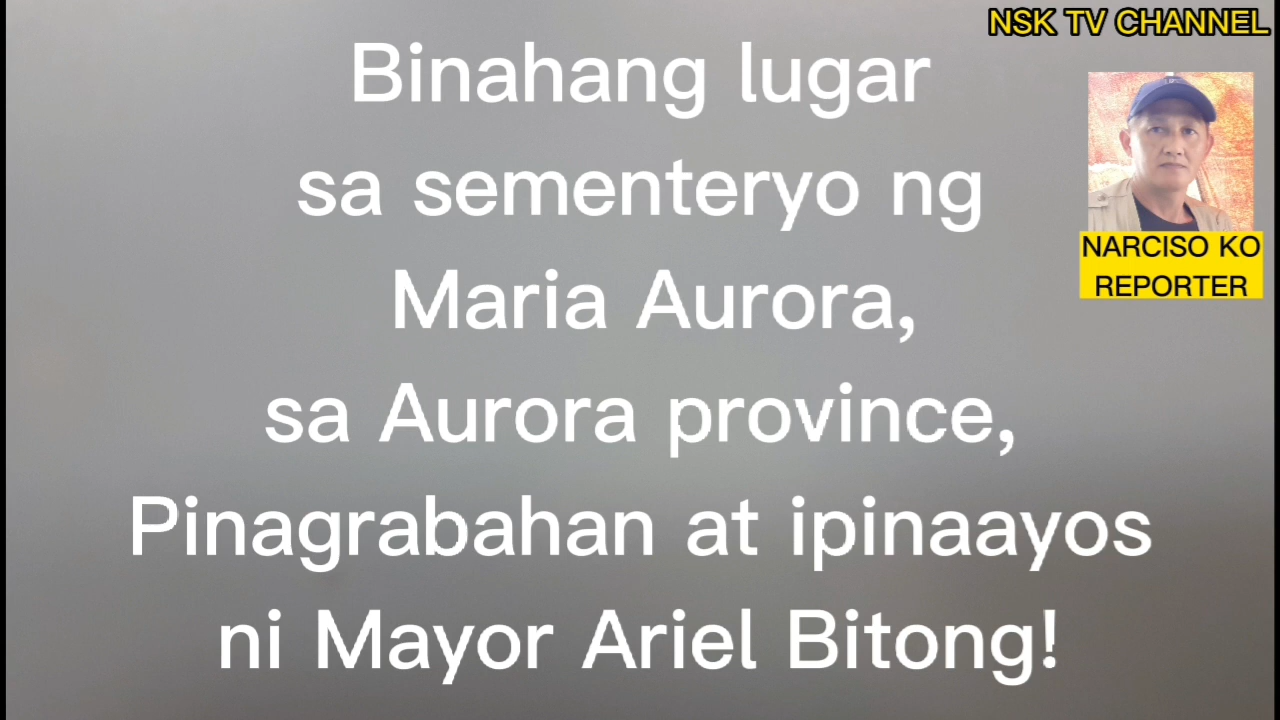 NSK TV CHANNEL
Binahang lugar
sa sementeryo ng
Maria Aurora,
sa Aurora province,
Pinagrabahan at ipinaayos
ni Mayor Ariel Bitong!
NARCISO KO
REPORTER